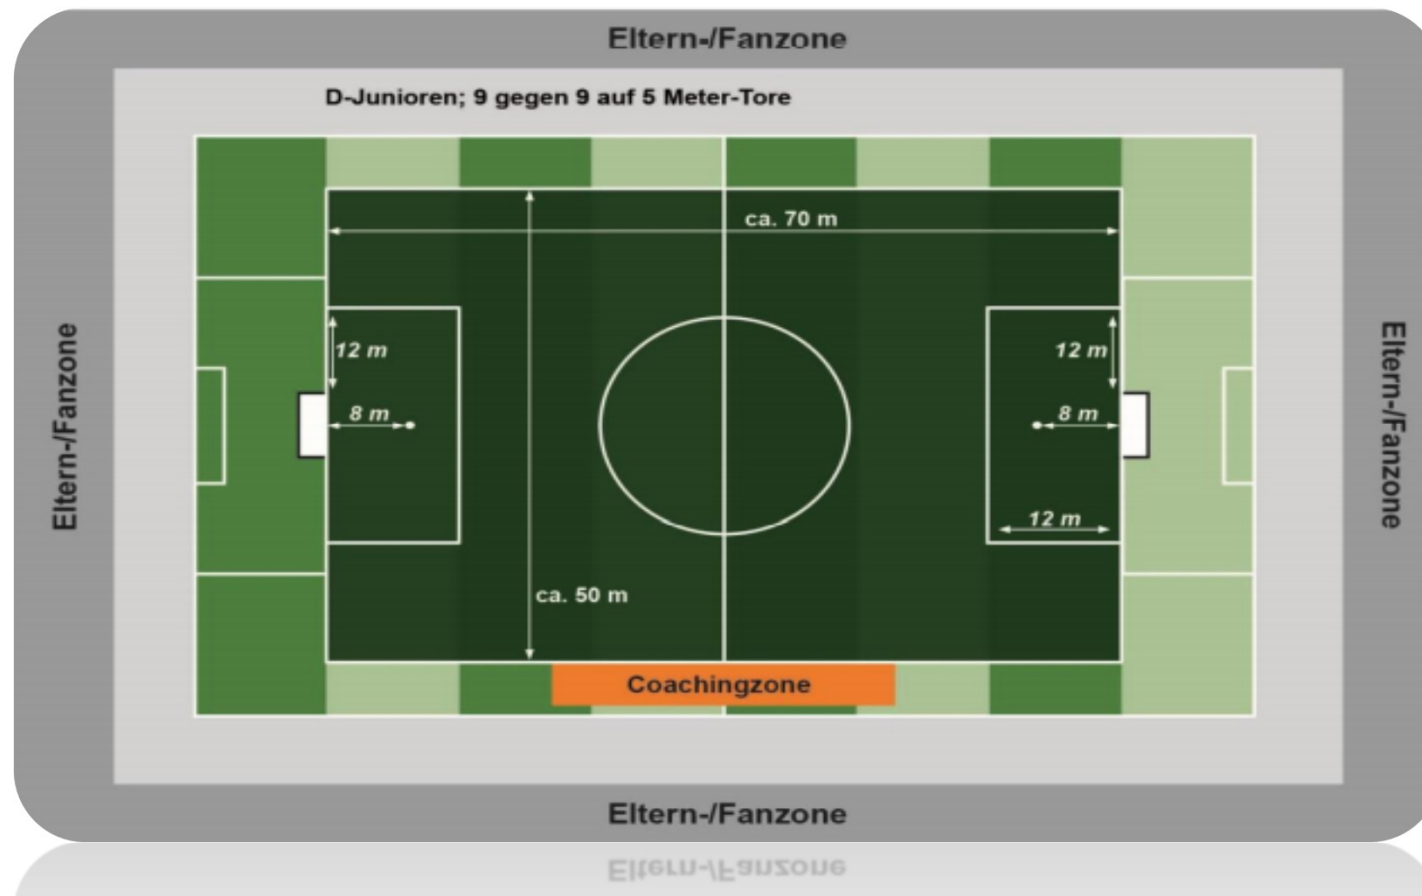 Eltern-/Fanzone
D-Junioren; 9 gegen 9 auf 5 Meter-Tore
ca. 70 m
12 m
12 m
8 m
8 m
12 m
ca. 50 m
Coachingzone
Eltern-/Fanzone
Eltern-/Fanzone
Eltern-/Fanzone